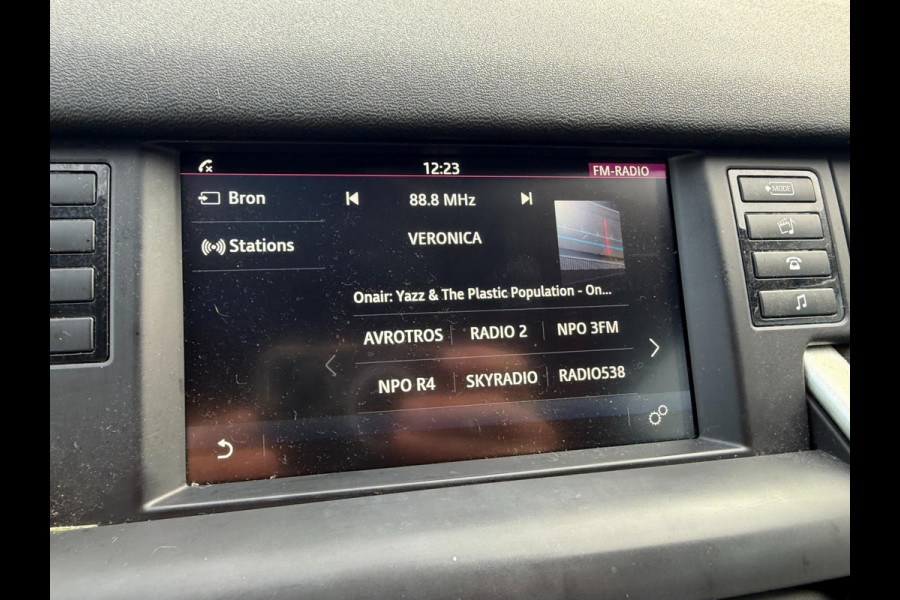 12:23
FM-RADIO
Bron
88.8 MHz
Stations
VERONICA
Onair: Yazz & The Plastic Population - On...
AVROTROS RADIO 2 NPO 3FM
NPO R4 SKYRADIO RADIO538
MODE